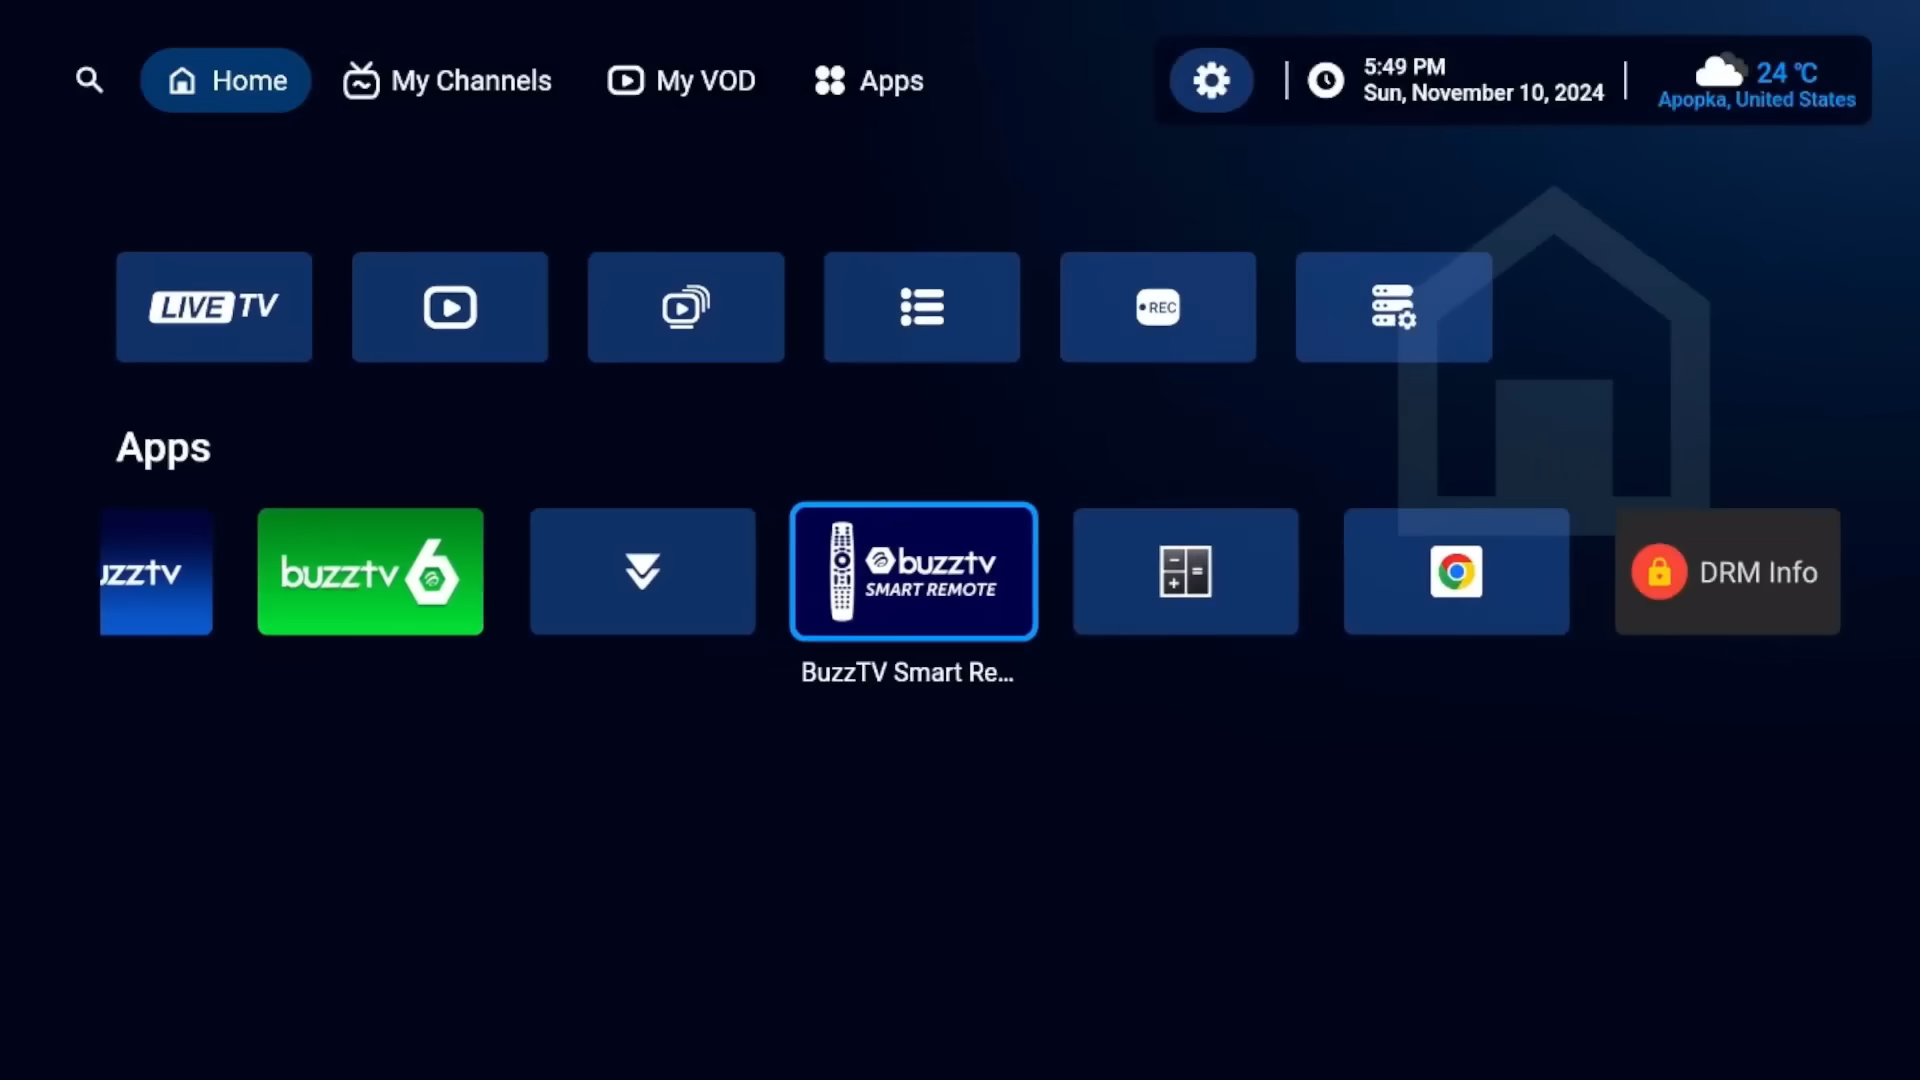 Home
My Channels
My VOD
Apps
5:49 PM
Sun, November 10, 2024
24 °C
Apopka, United States
LIVE TV
REC
Apps
zztv
buzztv 6
buzztv
SMART REMOTE
DRM Info
BuzzTV Smart Re...